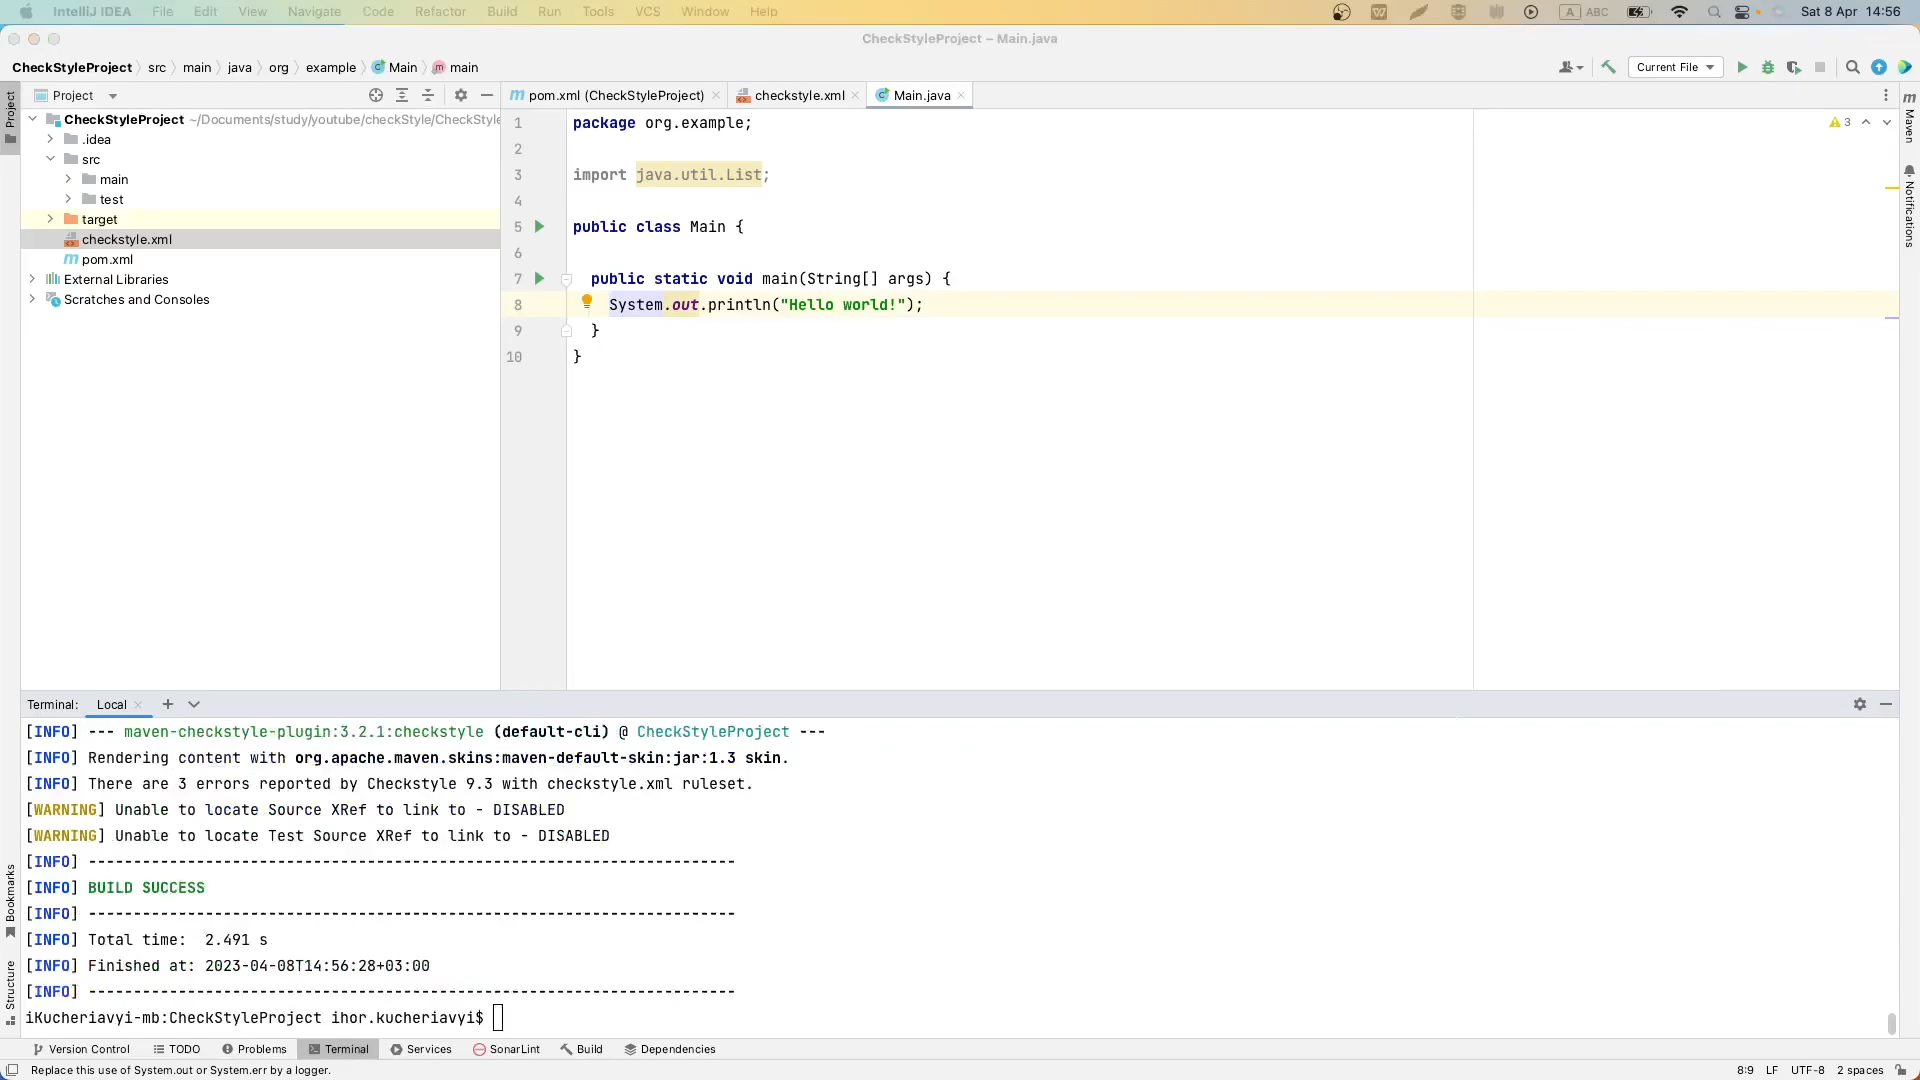 IntelliJ IDEA File Edit View Navigate Code Refactor Build Run Tools VCS Window Help A ABC Sat 8 Apr 14:56
CheckStyleProject – Main.java
CheckStyleProject src main java org example Main main Current File
Project
pom.xml (CheckStyleProject) checkstyle.xml Main.java
CheckStyleProject ~/Documents/study/youtube/checkStyle/CheckStyle
.idea
src
main
test
target
checkstyle.xml
pom.xml
External Libraries
Scratches and Consoles
1 package org.example;
2
3 import java.util.List;
4
5 public class Main {
6
7 public static void main(String[] args) {
8 System.out.println("Hello world!");
9 }
10 }
3
Project
Maven
Notifications
Bookmarks
Structure
Terminal: Local
[INFO] --- maven-checkstyle-plugin:3.2.1:checkstyle (default-cli) @ CheckStyleProject ---
[INFO] Rendering content with org.apache.maven.skins:maven-default-skin:jar:1.3 skin.
[INFO] There are 3 errors reported by Checkstyle 9.3 with checkstyle.xml ruleset.
[WARNING] Unable to locate Source XRef to link to - DISABLED
[WARNING] Unable to locate Test Source XRef to link to - DISABLED
[INFO] ------------------------------------------------------------------------
[INFO] BUILD SUCCESS
[INFO] ------------------------------------------------------------------------
[INFO] Total time:  2.491 s
[INFO] Finished at: 2023-04-08T14:56:28+03:00
[INFO] ------------------------------------------------------------------------
iKucheriavyi-mb:CheckStyleProject ihor.kucheriavyi$
Version Control TODO Problems Terminal Services SonarLint Build Dependencies
Replace this use of System.out or System.err by a logger. 8:9 LF UTF-8 2 spaces